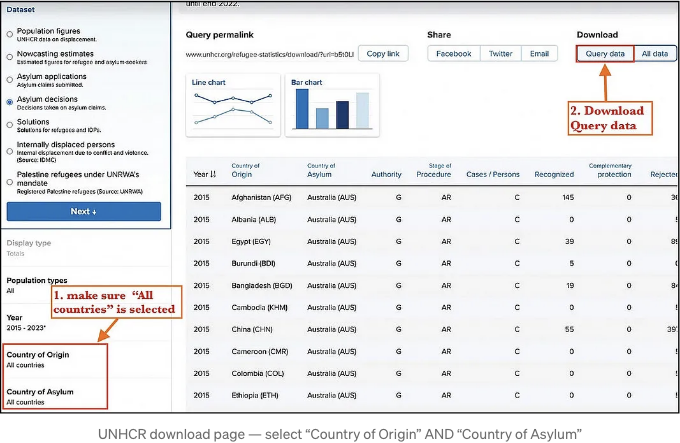 until end 2022.
Dataset
Population figures
UNHCR data on displacement.
Nowcasting estimates
Estimated figures for refugee and asylum-seekers
Asylum applications
Asylum claims submitted.
Asylum decisions
Decisions taken on asylum claims.
Solutions
Solutions for refugees and IDPs.
Internally displaced persons
Internal displacement due to conflict and violence.
(Source: IDMC)
Palestine refugees under UNRWA's
mandate
Registered Palestine refugees (Source: UNRWA)
Next ↓
Display type
Totals
Population types
All
1. make sure “All
countries” is selected
Year
2015 - 2023*
Country of Origin
All countries
Country of Asylum
All countries
Query permalink
www.unhcr.org/refugee-statistics/download/?url=b5t0LI
Copy link
Share
Facebook Twitter Email
Download
Query data All data
2. Download
Query data
Line chart
Bar chart
Year Country of Origin Country of Asylum Authority Stage of Procedure Cases / Persons Recognized Complementary protection Rejected
2015 Afghanistan (AFG) Australia (AUS) G AR C 145 0
2015 Albania (ALB) Australia (AUS) G AR C 0 0
2015 Egypt (EGY) Australia (AUS) G AR C 39 0
2015 Burundi (BDI) Australia (AUS) G AR C 5 0
2015 Bangladesh (BGD) Australia (AUS) G AR C 19 0
2015 Cambodia (KHM) Australia (AUS) G AR C 0 0
2015 China (CHN) Australia (AUS) G AR C 55 0
2015 Cameroon (CMR) Australia (AUS) G AR C 0 0
2015 Colombia (COL) Australia (AUS) G AR C 0 0
2015 Ethiopia (ETH) Australia (AUS) G AR C 0 0
UNHCR download page — select “Country of Origin” AND “Country of Asylum”